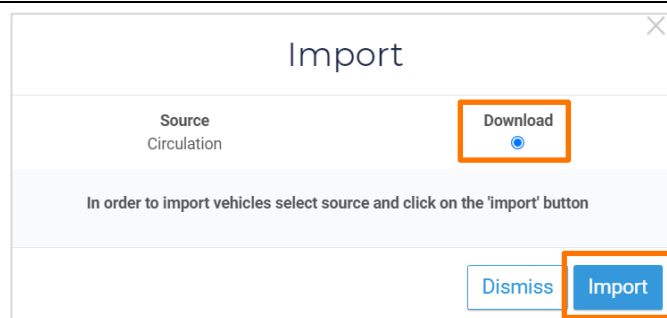 Import
Source Download
Circulation
In order to import vehicles select source and click on the 'import' button
Dismiss Import